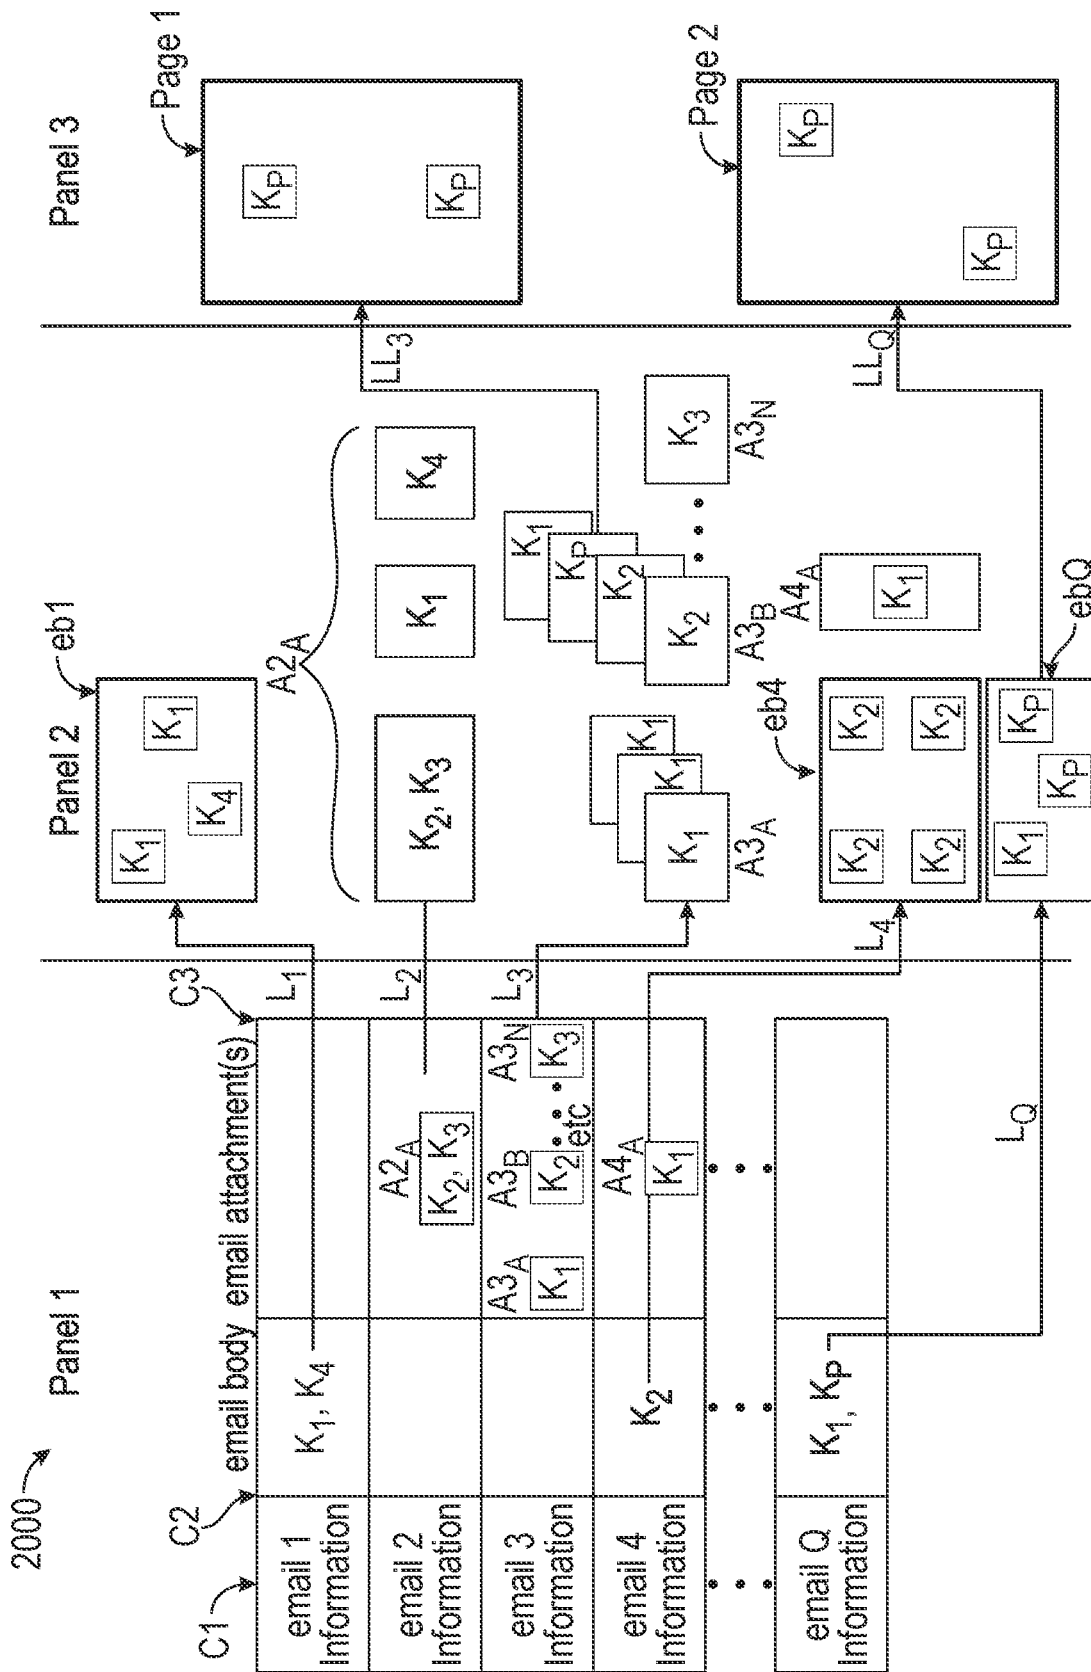 2000
Panel 1
Panel 2
Panel 3
C1
C2
C3
email body
email attachment(s)
email 1
Information
K1, K4
L1
email 2
Information
A2A
K2, K3
L2
email 3
Information
A3A
K1
A3B
K2
etc
A3N
K3
L3
email 4
Information
K2
A4A
K1
L4
email Q
Information
K1, KP
LQ
eb1
K1
K4
K1
A2A
K2, K3
K1
K4
K1
K1
K1
A3A
K1
KP
K2
K2
A3B
K3
A3N
LL3
eb4
K2
K2
K2
K2
A4A
K1
ebQ
K1
KP
KP
LLQ
Page 1
KP
KP
Page 2
KP
KP